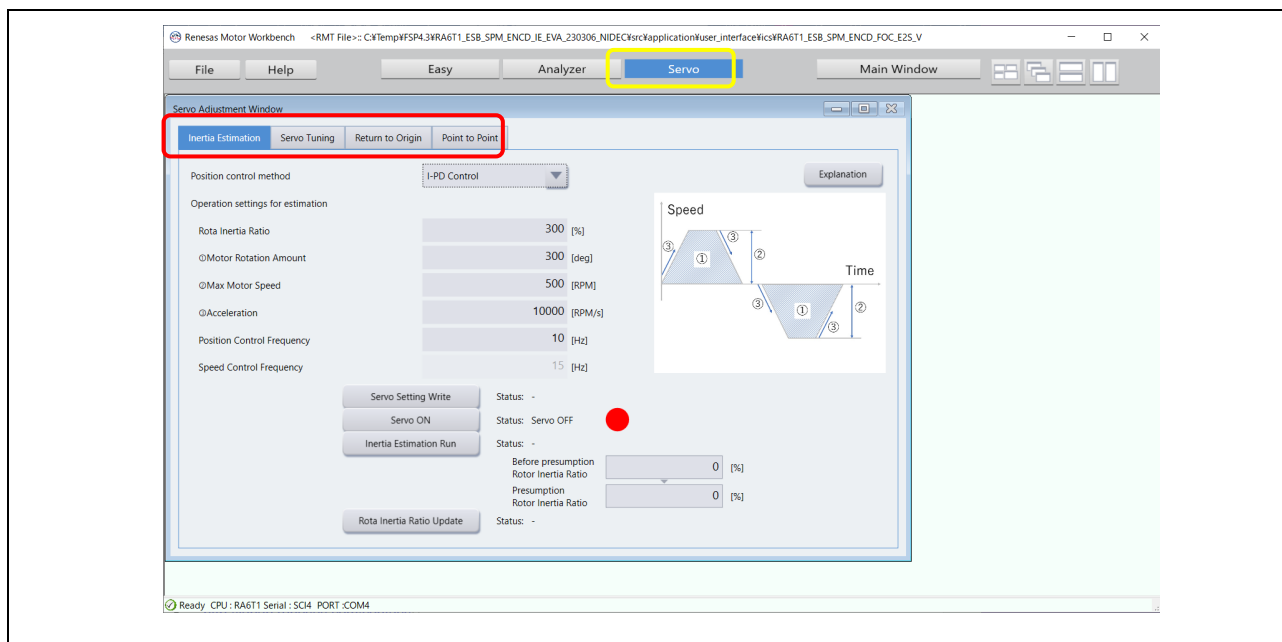 Renesas Motor Workbench <RMT File>:: C:¥Temp¥FSP4.3¥RA6T1_ESB_SPM_ENCD_IE_EVA_230306_NIDEC¥src¥application¥user_interface¥ics¥RA6T1_ESB_SPM_ENCD_FOC_E2S_V
File Help Easy Analyzer Servo Main Window
Servo Adjustment Window
Inertia Estimation Servo Tuning Return to Origin Point to Point
Position control method I-PD Control Explanation
Operation settings for estimation
Rota Inertia Ratio 300 [%]
①Motor Rotation Amount 300 [deg]
②Max Motor Speed 500 [RPM]
③Acceleration 10000 [RPM/s]
Position Control Frequency 10 [Hz]
Speed Control Frequency 15 [Hz]
Speed
③ ① ③ ②
Time
③ ① ③ ②
Servo Setting Write Status: -
Servo ON Status: Servo OFF
Inertia Estimation Run Status: -
Before presumption
Rotor Inertia Ratio 0 [%]
Presumption
Rotor Inertia Ratio 0 [%]
Rota Inertia Ratio Update Status: -
Ready CPU : RA6T1 Serial : SCI4 PORT :COM4